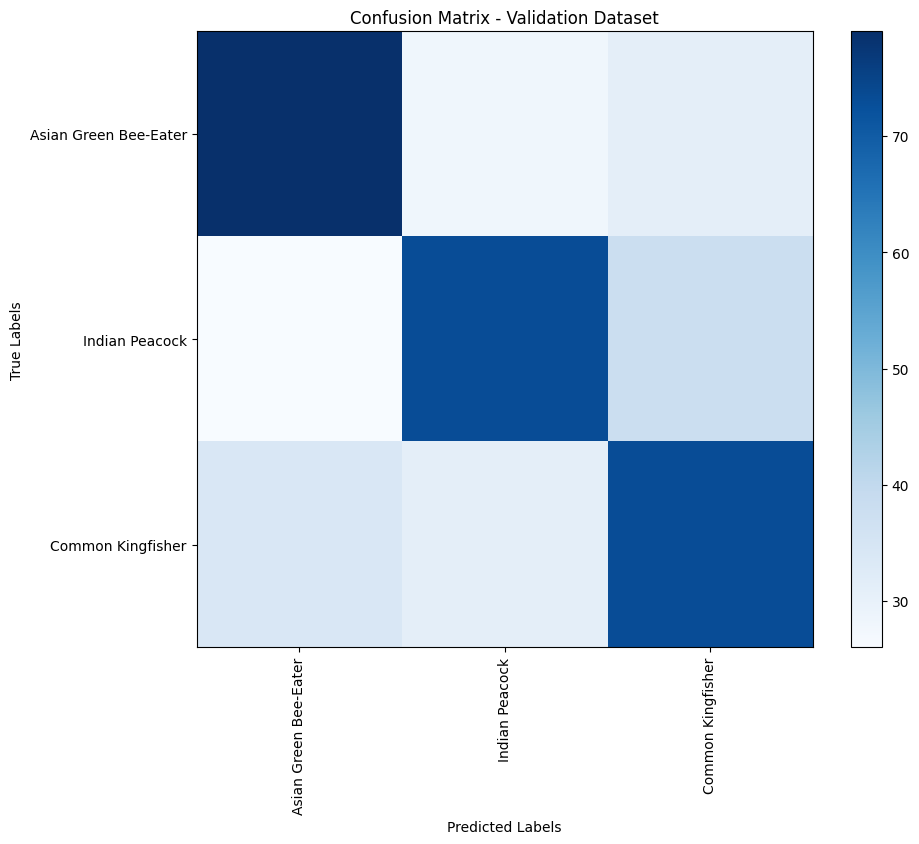 Confusion Matrix - Validation Dataset
True Labels
Asian Green Bee-Eater
Indian Peacock
Common Kingfisher
70
60
50
40
30
Asian Green Bee-Eater
Indian Peacock
Common Kingfisher
Predicted Labels